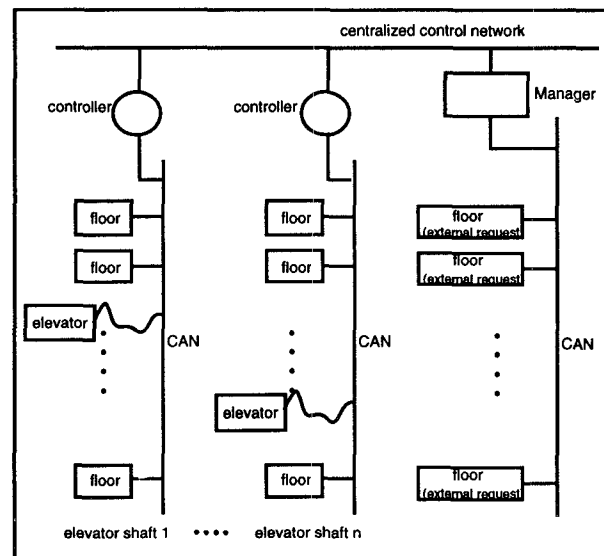 centralized control network
controller
controller
Manager
floor
floor
floor
(external request
floor
floor
floor
(external request
elevator
CAN
CAN
CAN
elevator
floor
floor
floor
(external request
elevator shaft 1
elevator shaft n